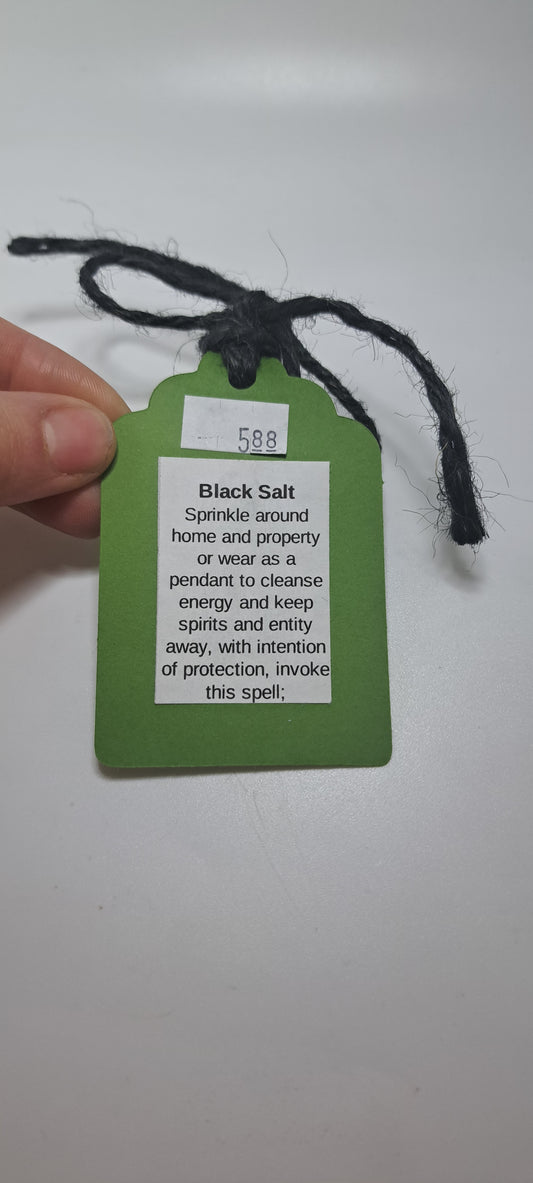 588
Black Salt
Sprinkle around
home and property
or wear as a
pendant to cleanse
energy and keep
spirits and entity
away, with intention
of protection, invoke
this spell;